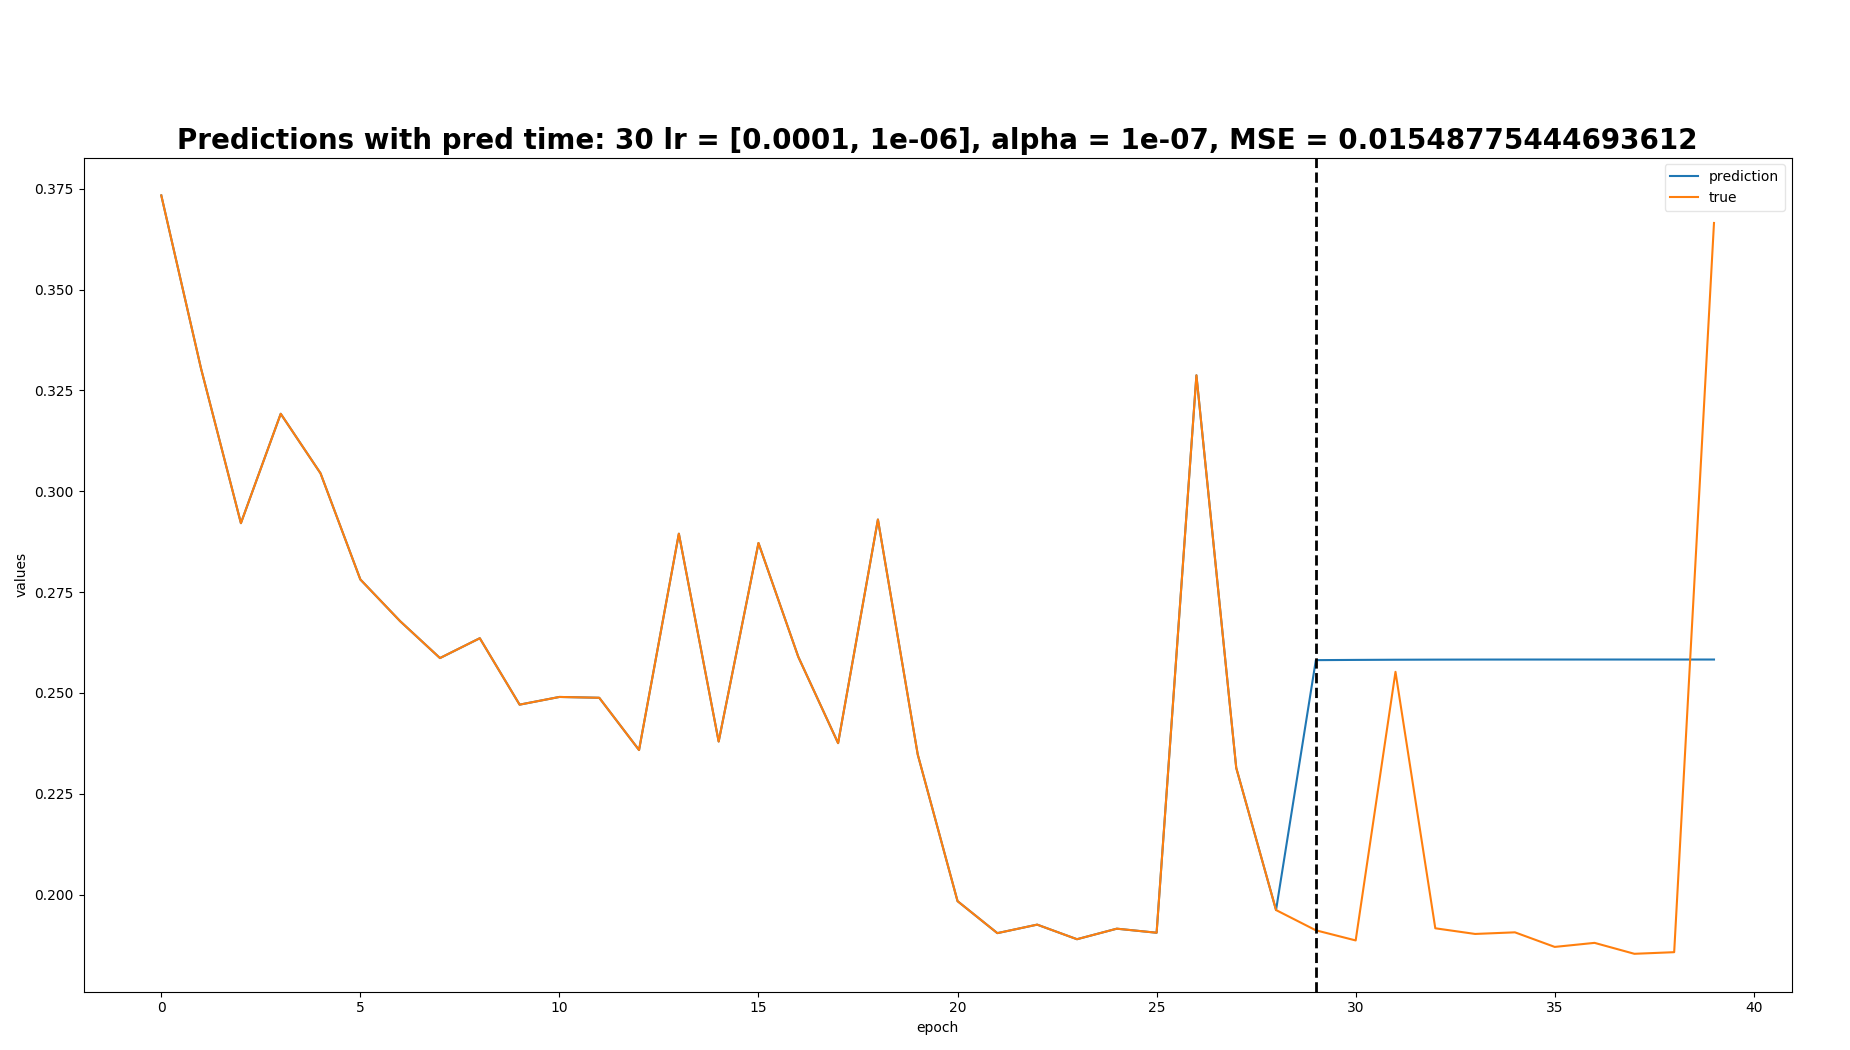 Predictions with pred time: 30 lr = [0.0001, 1e-06], alpha = 1e-07, MSE = 0.01548775444693612
prediction
true
0.375
0.350
0.325
0.300
0.275
0.250
0.225
0.200
values
0 5 10 15 20 25 30 35 40
epoch